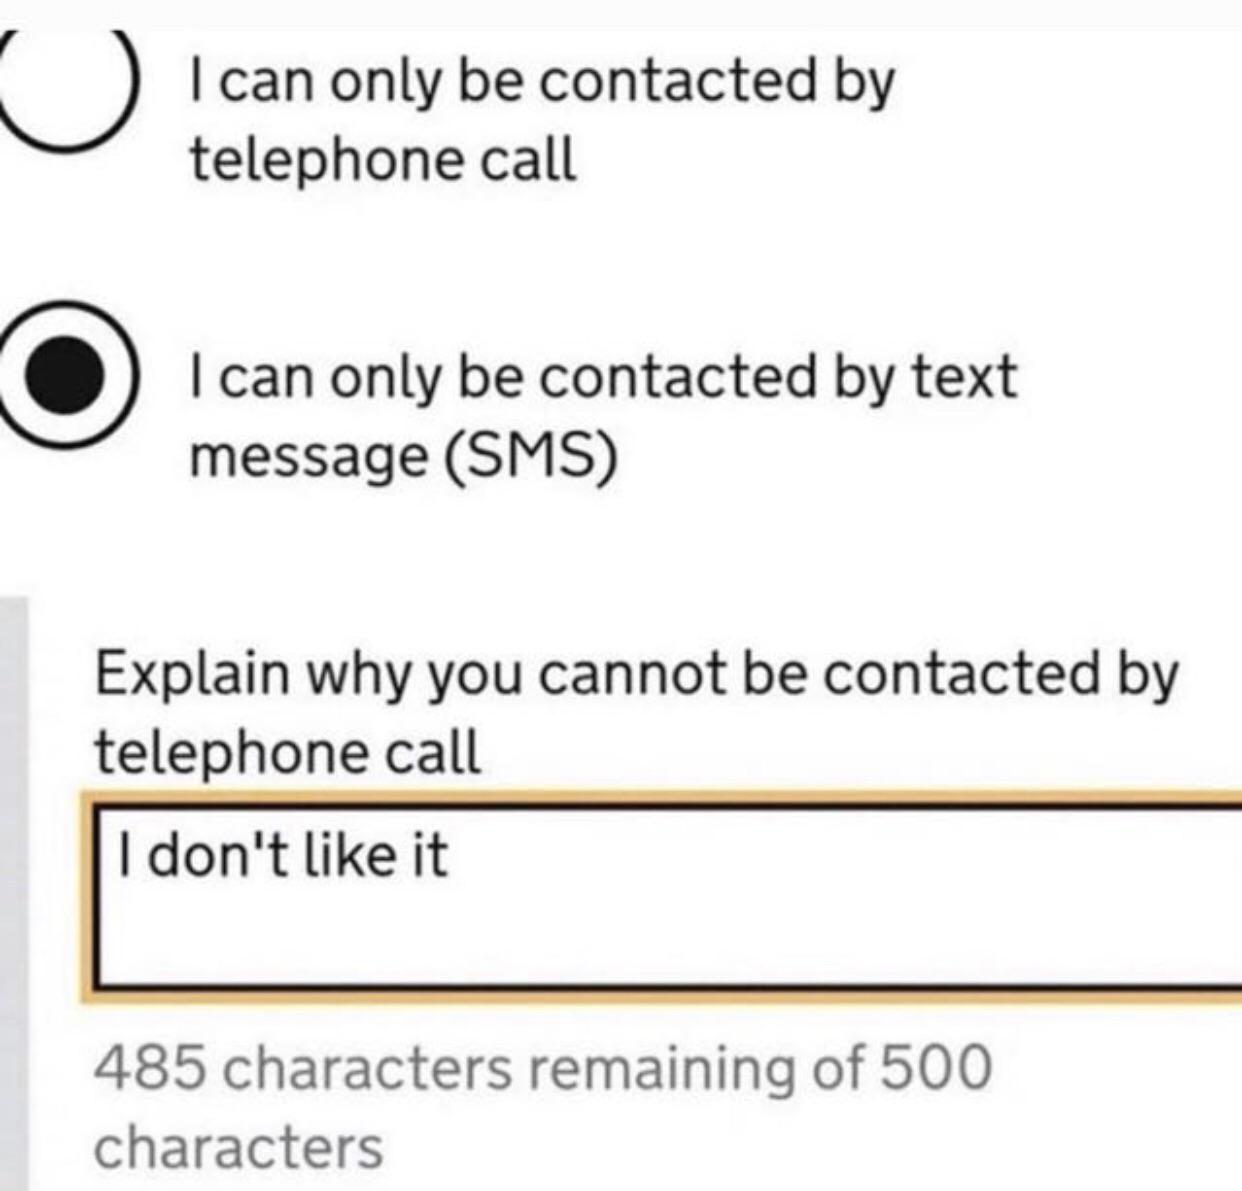 I can only be contacted by
telephone call
I can only be contacted by text
message (SMS)
Explain why you cannot be contacted by
telephone call
I don't like it
485 characters remaining of 500
characters